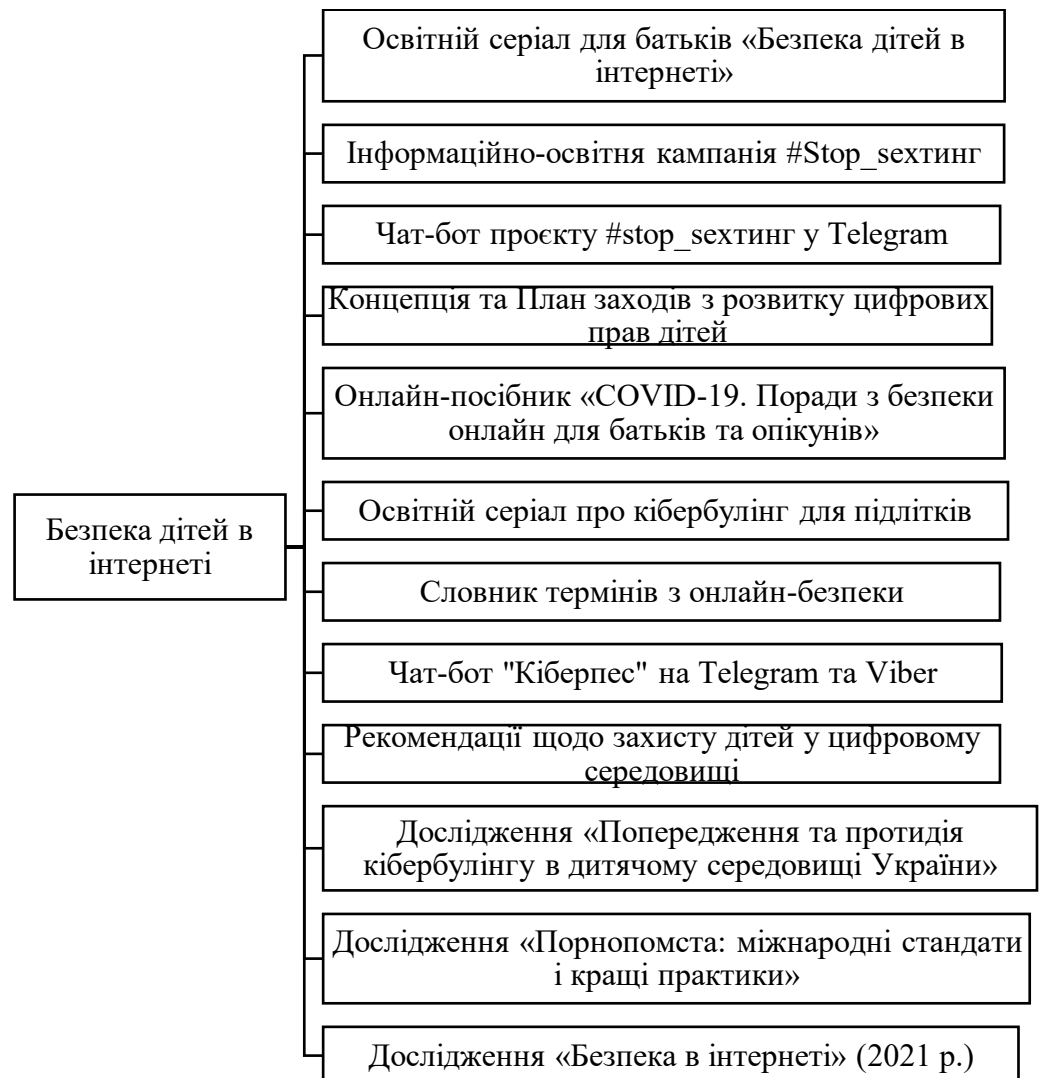 Освітній серіал для батьків «Безпека дітей в
інтернеті»
Інформаційно-освітня кампанія #Stop_sexтинг
Чат-бот проєкту #stop_sexтинг у Telegram
Концепція та План заходів з розвитку цифрових
прав дітей
Онлайн-посібник «COVID-19. Поради з безпеки
онлайн для батьків та опікунів»
Безпека дітей в
інтернеті
Освітній серіал про кібербулінг для підлітків
Словник термінів з онлайн-безпеки
Чат-бот "Кіберпес" на Telegram та Viber
Рекомендації щодо захисту дітей у цифровому
середовищі
Дослідження «Попередження та протидія
кібербулінгу в дитячому середовищі України»
Дослідження «Порнопомста: міжнародні стандати
і кращі практики»
Дослідження «Безпека в інтернеті» (2021 р.)